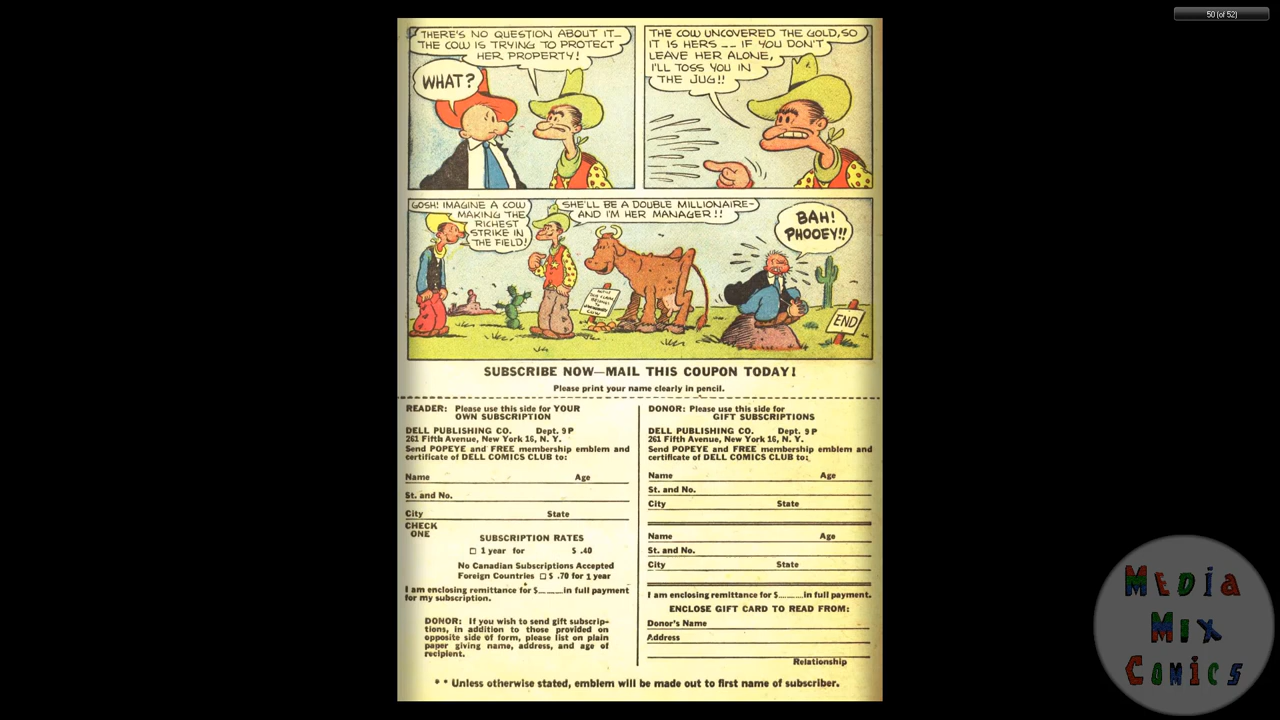 50 (of 52)
THERE'S NO QUESTION ABOUT IT—
THE COW IS TRYING TO PROTECT
HER PROPERTY!
WHAT?
THE COW UNCOVERED THE GOLD, SO
IT IS HERS -- IF YOU DON'T
LEAVE HER ALONE,
I'LL TOSS YOU IN
THE JUG!!
GOSH! IMAGINE A COW
MAKING THE
RICHEST
STRIKE IN
THE FIELD!
SHE'LL BE A DOUBLE MILLIONAIRE—
AND I'M HER MANAGER!!
BAH!
PHOOEY!!
END
SUBSCRIBE NOW—MAIL THIS COUPON TODAY!
Please print your name clearly in pencil.
READER: Please use this side for YOUR
OWN SUBSCRIPTION
DELL PUBLISHING CO. Dept. 9P
261 Fifth Avenue, New York 16, N. Y.
Send POPEYE and FREE membership emblem and
certificate of DELL COMICS CLUB to:
Name Age
St. and No.
City State
CHECK
ONE
SUBSCRIPTION RATES
☐ 1 year for $ .40
No Canadian Subscriptions Accepted
Foreign Countries ☐ $ .70 for 1 year
I am enclosing remittance for $.........in full payment
for my subscription.
DONOR: If you wish to send gift subscrip-
tions, in addition to those provided on
opposite side of form, please list on plain
paper giving name, address, and age of
recipient.
DONOR: Please use this side for
GIFT SUBSCRIPTIONS
DELL PUBLISHING CO. Dept. 9P
261 Fifth Avenue, New York 16, N. Y.
Send POPEYE and FREE membership emblem and
certificate of DELL COMICS CLUB to:
Name Age
St. and No.
City State
Name Age
St. and No.
City State
I am enclosing remittance for $.........in full payment.
ENCLOSE GIFT CARD TO READ FROM:
Donor's Name
Address
Relationship
* * Unless otherwise stated, emblem will be made out to first name of subscriber.
MEDIA
MIX
COMICS